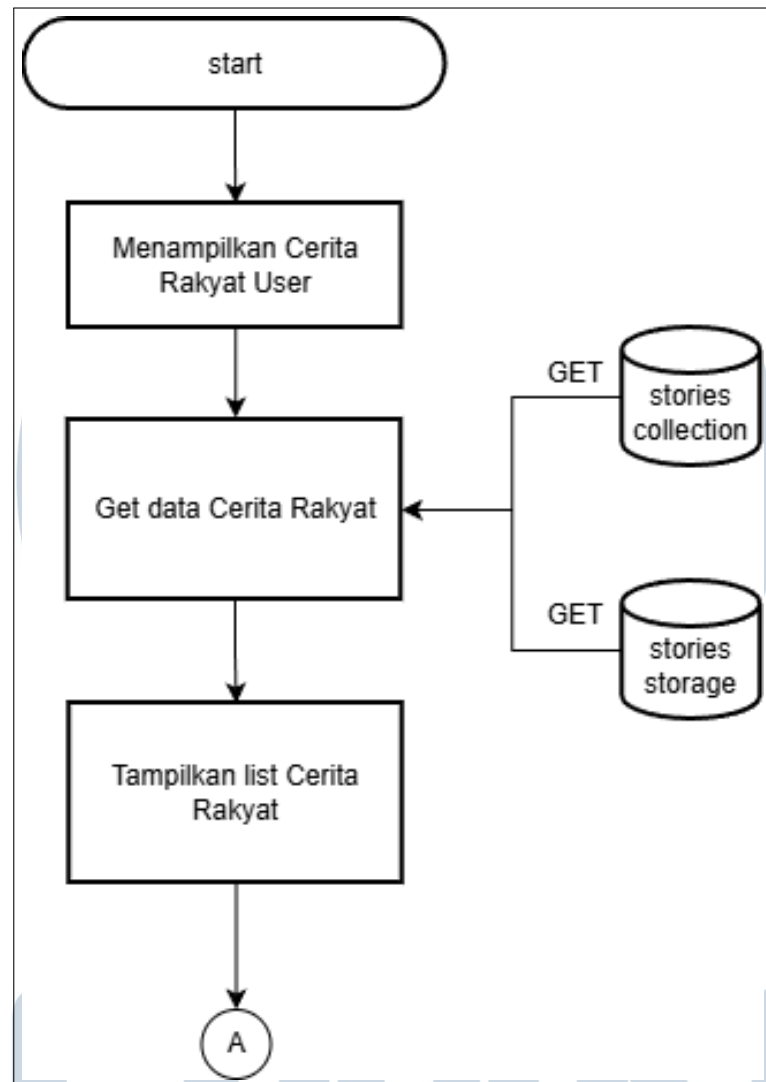 start
Menampilkan Cerita
Rakyat User
GET
stories
collection
Get data Cerita Rakyat
GET
stories
storage
Tampilkan list Cerita
Rakyat
A